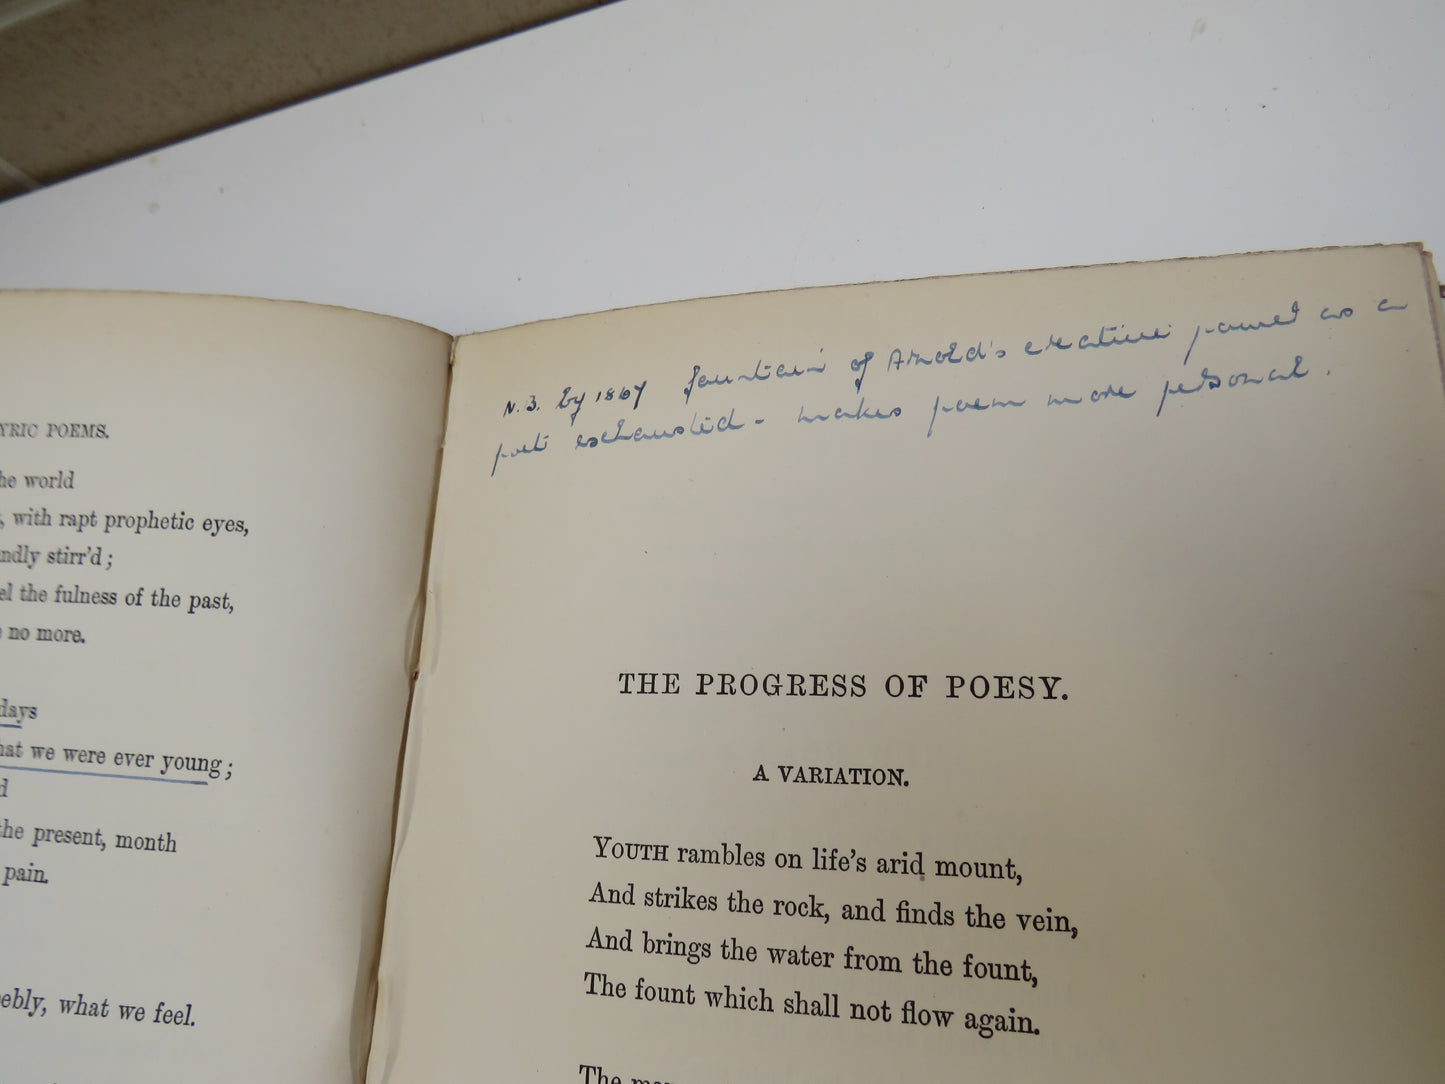 YRIC POEMS.
he world
, with rapt prophetic eyes,
ndly stirr'd;
el the fulness of the past,
e no more.
days
hat we were ever young;
d
the present, month
pain.
ebly, what we feel.
N.B. By 1867 fountain of Arnold's creative power as a
poet exhausted - makes poem more personal.
THE PROGRESS OF POESY.
A VARIATION.
YOUTH rambles on life's arid mount,
And strikes the rock, and finds the vein,
And brings the water from the fount,
The fount which shall not flow again.
The